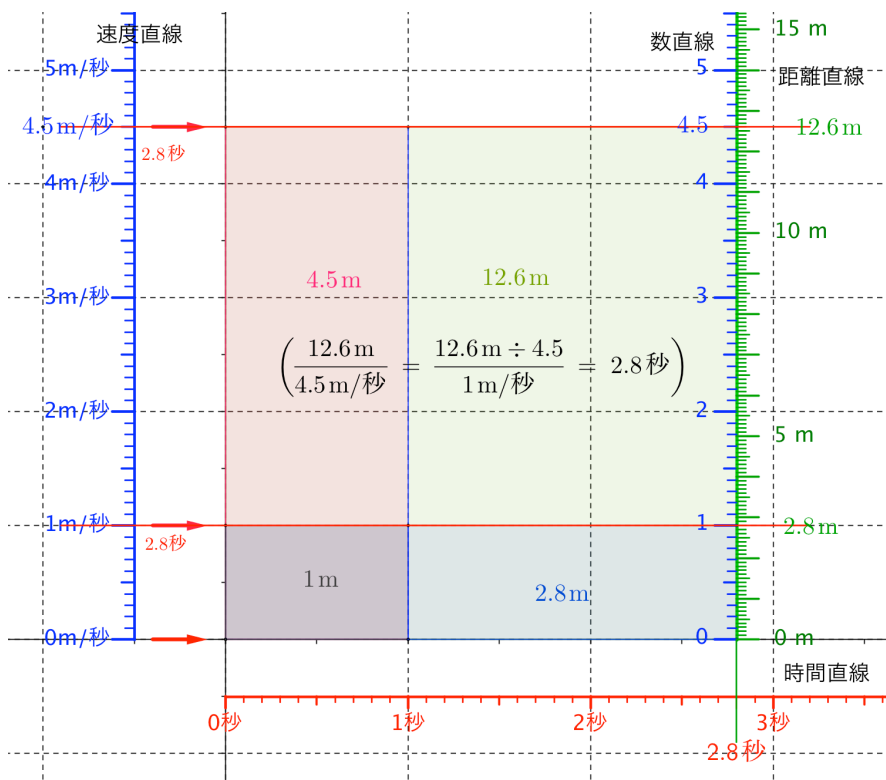 速度直線
数直線
15 m
5m/秒
5
距離直線
4.5m/秒
4.5
12.6m
2.8秒
4m/秒
4
10 m
4.5m
12.6m
3m/秒
3
(12.6m/4.5m/秒 = 12.6m÷4.5/1m/秒 = 2.8秒)
2m/秒
2
5 m
1m/秒
1
2.8m
2.8秒
1m
2.8m
0m/秒
0
0 m
時間直線
0秒
1秒
2秒
3秒
2.8秒